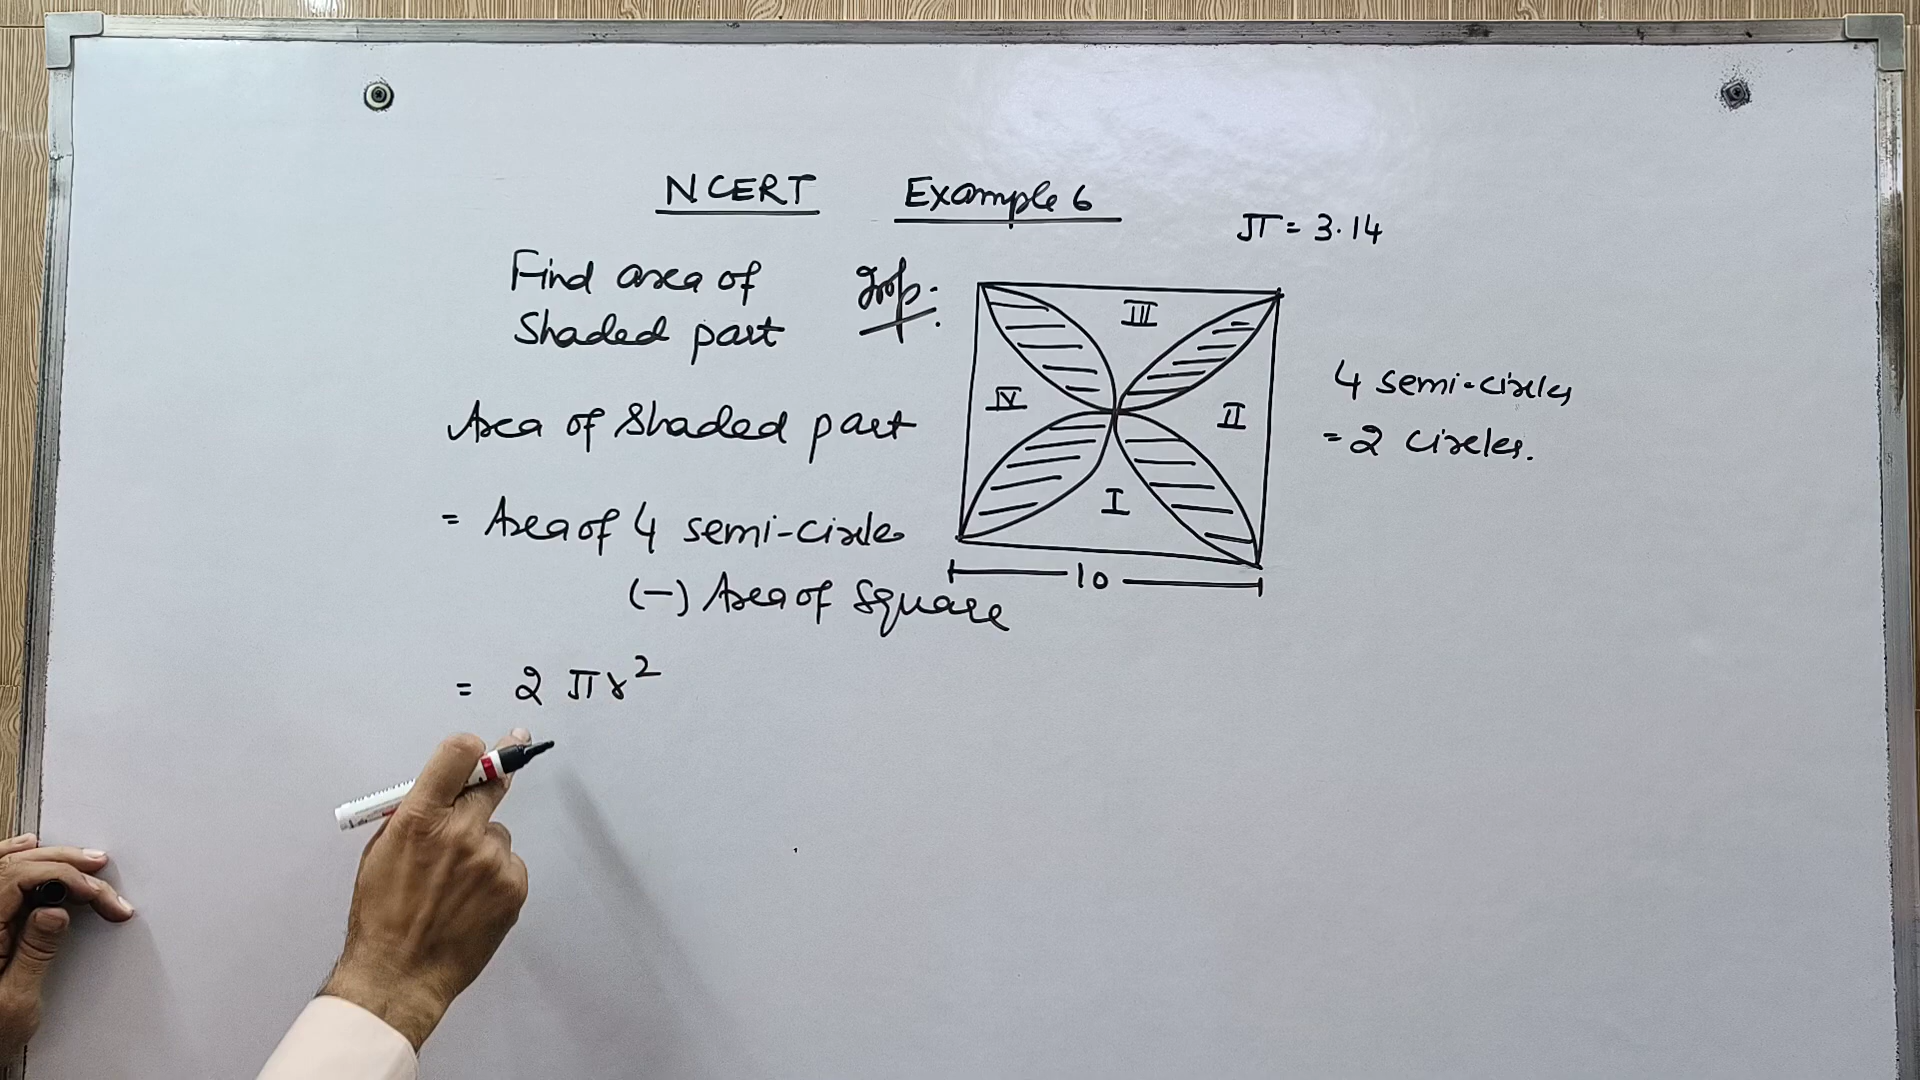 NCERT Example 6
π = 3.14
Find area of
Shaded part
Imp.
III
IV
II
I
10
4 semi-circles
= 2 circles.
Area of Shaded part
= Area of 4 semi-circles
(-) Area of Square
= 2 πr²